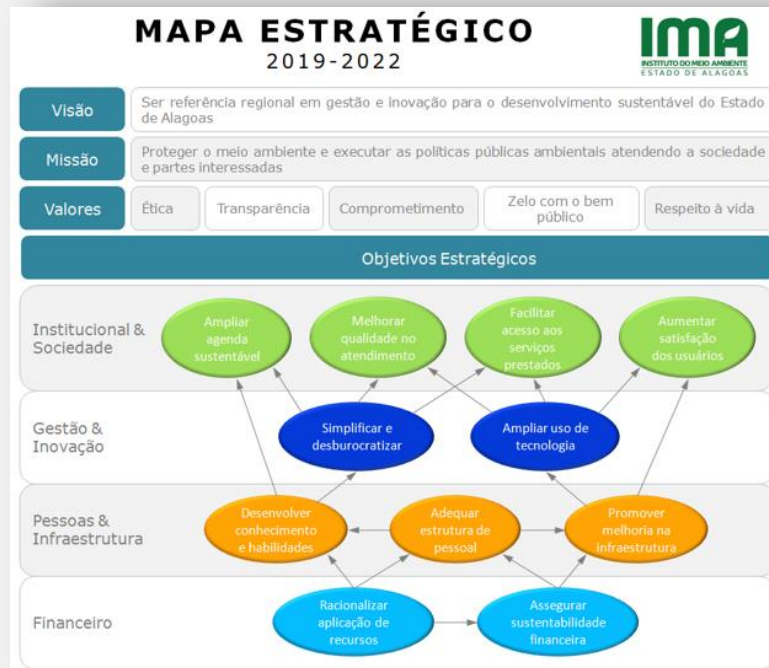 MAPA ESTRATÉGICO
2019-2022
IMA
INSTITUTO DO MEIO AMBIENTE
ESTADO DE ALAGOAS
Visão
Ser referência regional em gestão e inovação para o desenvolvimento sustentável do Estado
de Alagoas
Missão
Proteger o meio ambiente e executar as políticas públicas ambientais atendendo a sociedade
e partes interessadas
Valores
Ética
Transparência
Comprometimento
Zelo com o bem
público
Respeito à vida
Objetivos Estratégicos
Institucional &
Sociedade
Ampliar
agenda
sustentável
Melhorar
qualidade no
atendimento
Facilitar
acesso aos
serviços
prestados
Aumentar
satisfação
dos usuários
Gestão &
Inovação
Simplificar e
desburocratizar
Ampliar uso de
tecnologia
Pessoas &
Infraestrutura
Desenvolver
conhecimento
e habilidades
Adequar
estrutura de
pessoal
Promover
melhoria na
infraestrutura
Financeiro
Racionalizar
aplicação de
recursos
Assegurar
sustentabilidade
financeira